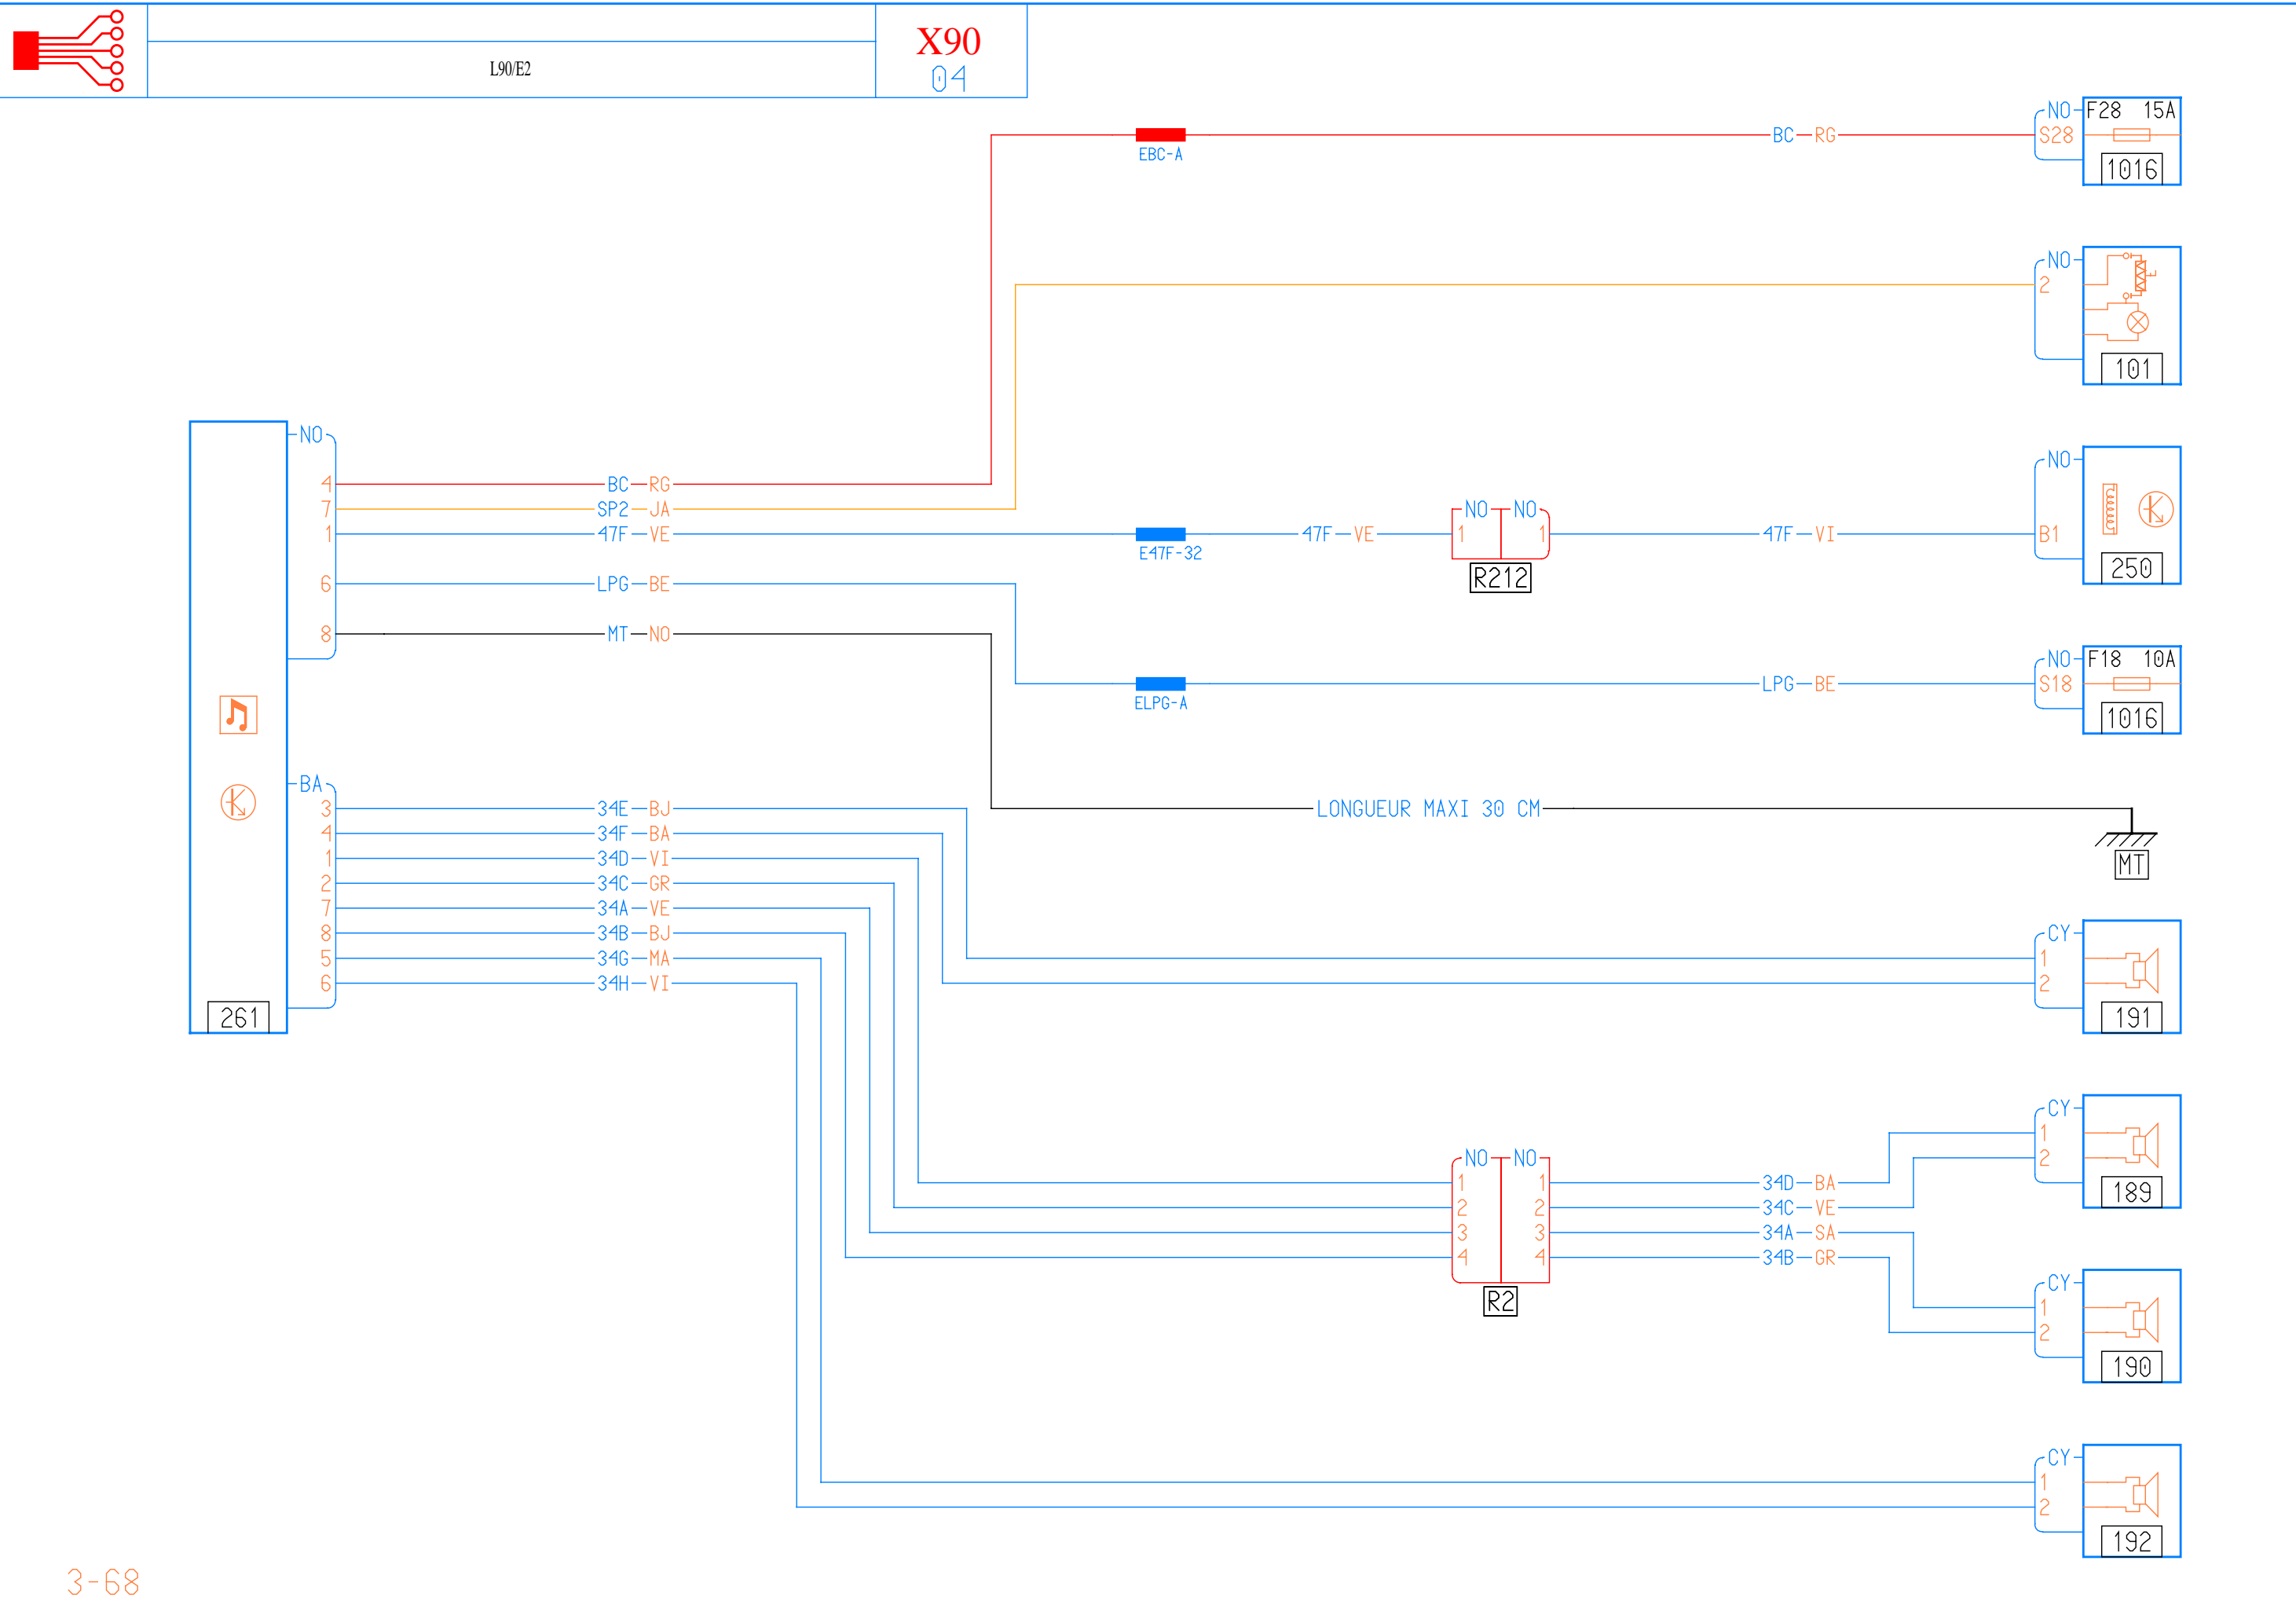 L90/E2
X90
04
NO F28 15A
BC RG S28
EBC-A
1016
NO
2
101
NO
4 BC RG
7 SP2 JA
1 47F VE
E47F-32
47F VE
NO NO
1 1
R212
47F VI
NO
B1
250
6 LPG BE
8 MT NO
ELPG-A
LPG BE
NO F18 10A
S18
1016
BA
3 34E BJ
4 34F BA
1 34D VI
2 34C GR
7 34A VE
8 34B BJ
5 34G MA
6 34H VI
261
LONGUEUR MAXI 30 CM
MT
CY
1
2
191
CY
1
2
189
NO NO
1 1 34D BA
2 2 34C VE
3 3 34A SA
4 4 34B GR
R2
CY
1
2
190
CY
1
2
192
3-68